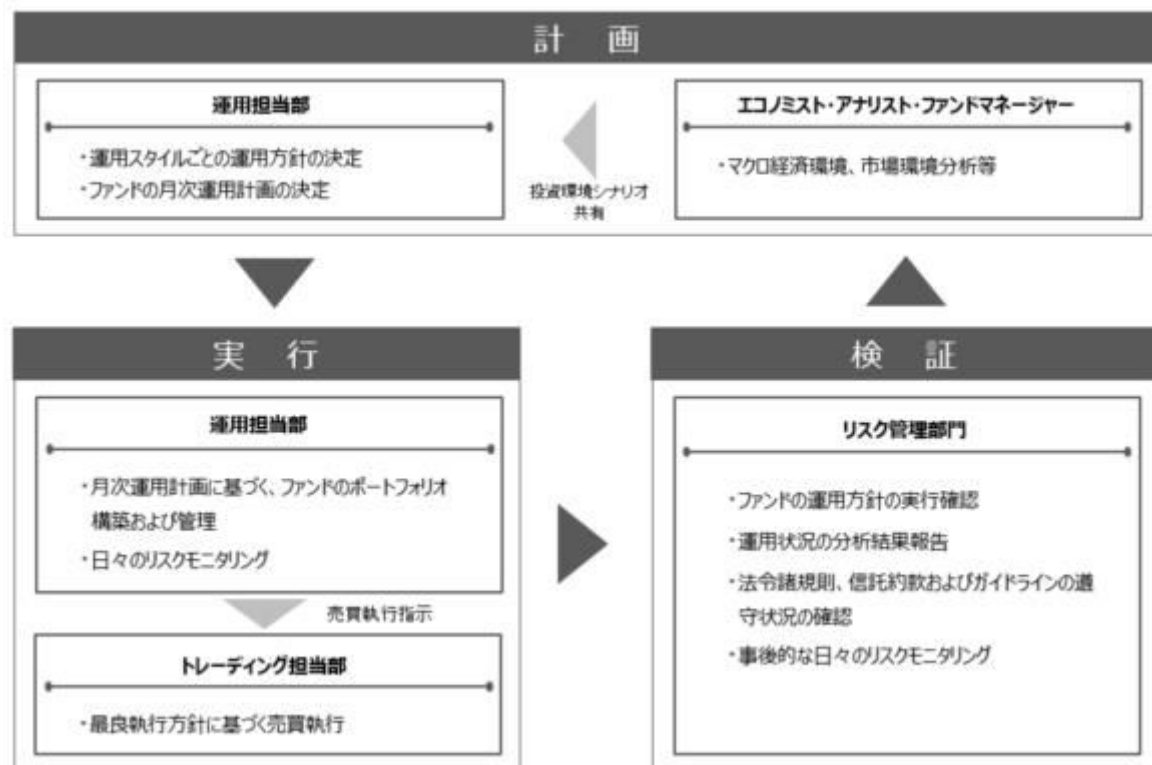 計 画
運用担当部
・運用スタイルごとの運用方針の決定
・ファンドの月次運用計画の決定
投資環境シナリオ
共有
エコノミスト・アナリスト・ファンドマネージャー
・マクロ経済環境、市場環境分析等
実 行
運用担当部
・月次運用計画に基づく、ファンドのポートフォリオ
構築および管理
・日々のリスクモニタリング
売買執行指示
トレーディング担当部
・最良執行方針に基づく売買執行
検 証
リスク管理部門
・ファンドの運用方針の実行確認
・運用状況の分析結果報告
・法令諸規則、信託約款およびガイドラインの遵
守状況の確認
・事後的な日々のリスクモニタリング